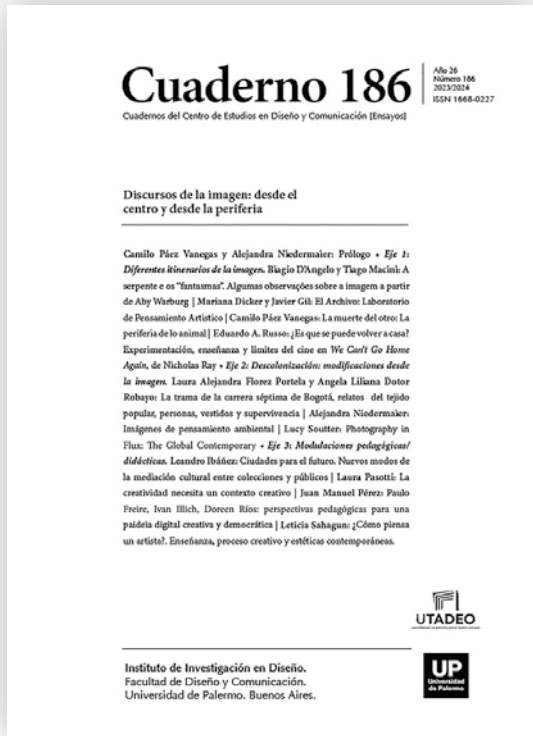 Cuaderno 186
Año 26
Número 186
2023/2024
ISSN 1668-0227
Cuadernos del Centro de Estudios en Diseño y Comunicación [Ensayos]
Discursos de la imagen: desde el
centro y desde la periferia
Camilo Páez Vanegas y Alejandra Niedermaier: Prólogo • Eje 1:
Diferentes itinerarios de la imagen. Biagio D'Angelo y Tiago Macini: A
serpente e os "fantasmas". Algumas observações sobre a imagem a partir
de Aby Warburg | Mariana Dicker y Javier Gil: El Archivo: Laboratorio
de Pensamiento Artístico | Camilo Páez Vanegas: La muerte del otro: La
periferia de lo animal | Eduardo A. Russo: ¿Es que se puede volver a casa?
Experimentación, enseñanza y límites del cine en We Can't Go Home
Again, de Nicholas Ray • Eje 2: Descolonización: modificaciones desde
la imagen. Laura Alejandra Florez Portela y Angela Liliana Dotor
Robayo: La trama de la carrera séptima de Bogotá, relatos del tejido
popular, personas, vestidos y supervivencia | Alejandra Niedermaier:
Imágenes de pensamiento ambiental | Lucy Soutter: Photography in
Flux: The Global Contemporary • Eje 3: Modulaciones pedagógicas/
didácticas. Leandro Ibáñez: Ciudades para el futuro. Nuevos modos de
la mediación cultural entre colecciones y públicos | Laura Pasotti: La
creatividad necesita un contexto creativo | Juan Manuel Pérez: Paulo
Freire, Ivan Illich, Doreen Ríos: perspectivas pedagógicas para una
paideia digital creativa y democrática | Leticia Sahagun: ¿Cómo piensa
un artista?. Enseñanza, proceso creativo y estéticas contemporáneas.
UTADEO
Instituto de Investigación en Diseño.
Facultad de Diseño y Comunicación.
Universidad de Palermo. Buenos Aires.
UP
Universidad
de Palermo